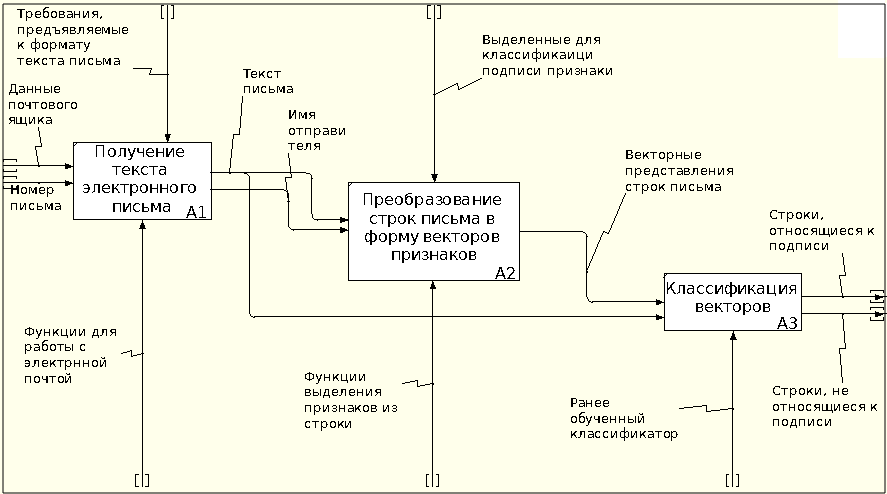 Требования,
предъявляемые
к формату
текста письма
Данные
почтового
ящика
Номер
письма
Получение
текста
электронного
письма
A1
Текст
письма
Имя
отправи
теля
Выделенные для
классификаици
подписи признаки
Преобразование
строк письма в
форму векторов
признаков
A2
Векторные
представления
строк письма
Строки,
относящиеся к
подписи
Классификация
векторов
A3
Функции для
работы с
электрнной
почтой
Функции
выделения
признаков из
строки
Ранее
обученный
классификатор
Строки, не
относящиеся к
подписи